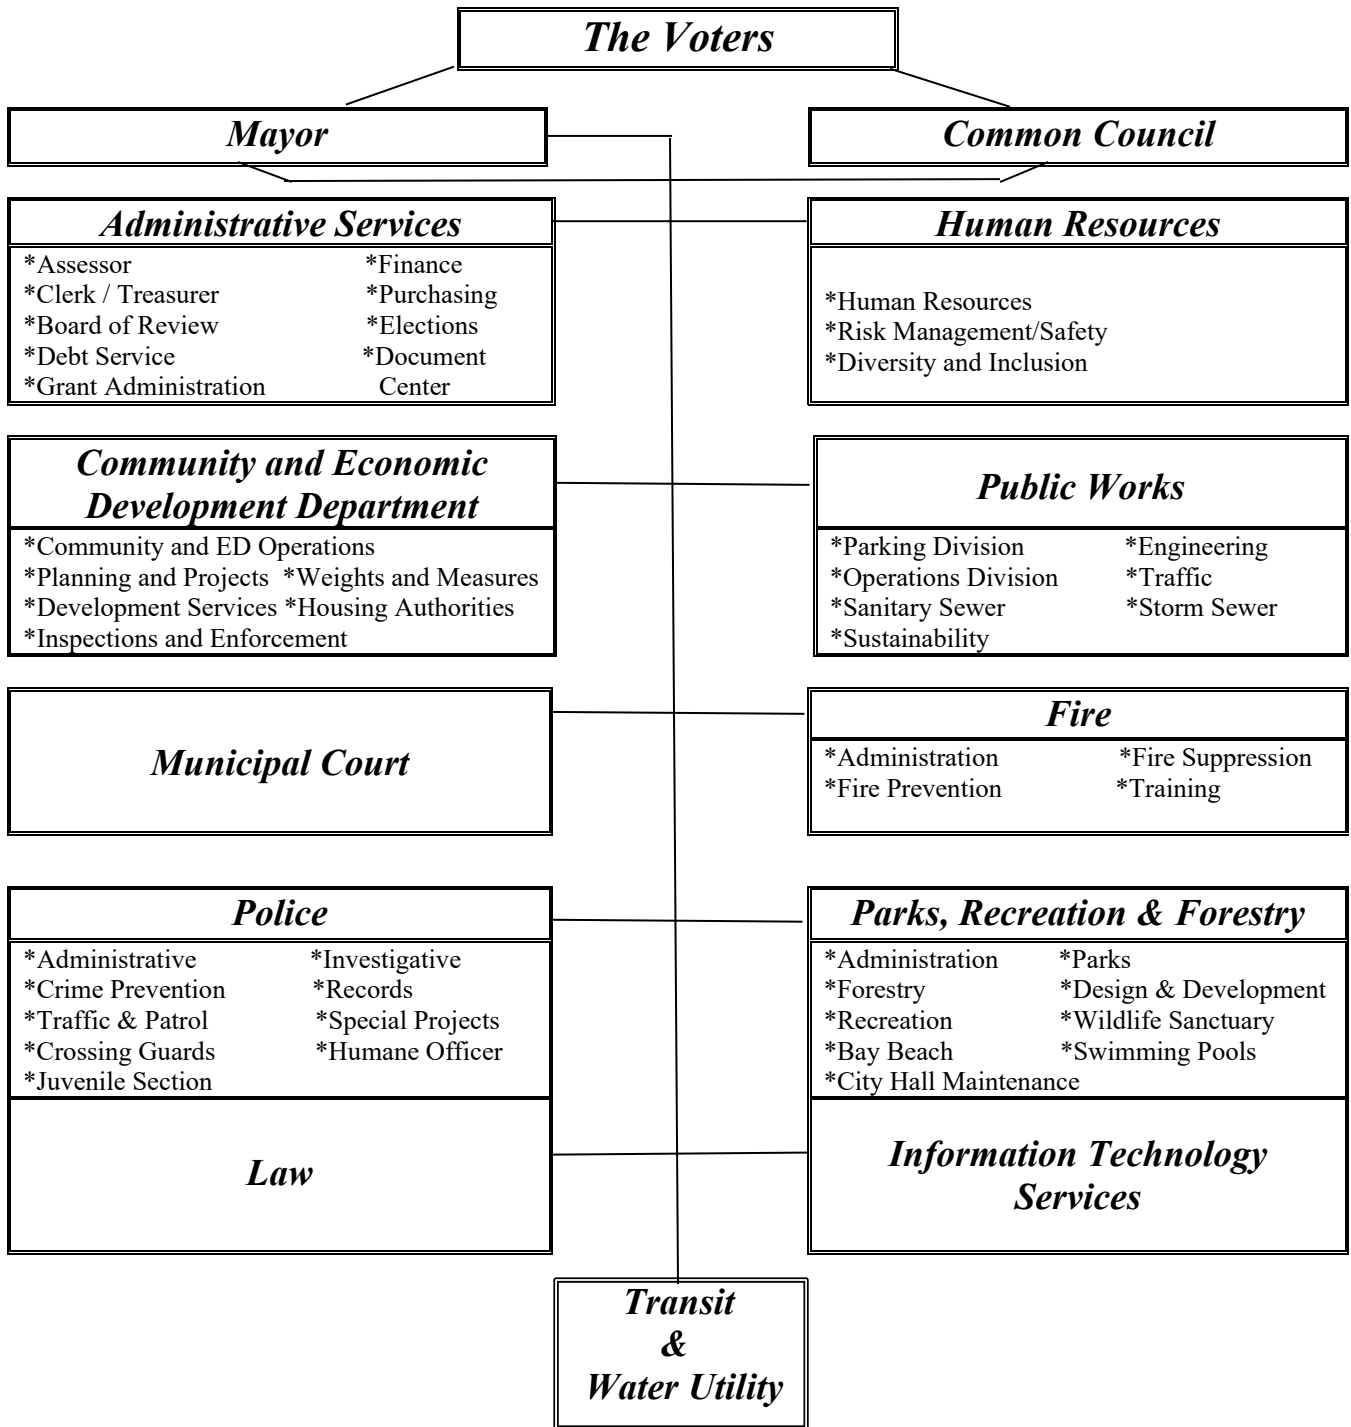 The Voters
Mayor
Common Council
Administrative Services
*Assessor *Finance
*Clerk / Treasurer *Purchasing
*Board of Review *Elections
*Debt Service *Document
*Grant Administration Center
Human Resources
*Human Resources
*Risk Management/Safety
*Diversity and Inclusion
Community and Economic
Development Department
*Community and ED Operations
*Planning and Projects *Weights and Measures
*Development Services *Housing Authorities
*Inspections and Enforcement
Public Works
*Parking Division *Engineering
*Operations Division *Traffic
*Sanitary Sewer *Storm Sewer
*Sustainability
Municipal Court
Fire
*Administration *Fire Suppression
*Fire Prevention *Training
Police
*Administrative *Investigative
*Crime Prevention *Records
*Traffic & Patrol *Special Projects
*Crossing Guards *Humane Officer
*Juvenile Section
Parks, Recreation & Forestry
*Administration *Parks
*Forestry *Design & Development
*Recreation *Wildlife Sanctuary
*Bay Beach *Swimming Pools
*City Hall Maintenance
Law
Information Technology
Services
Transit
&
Water Utility